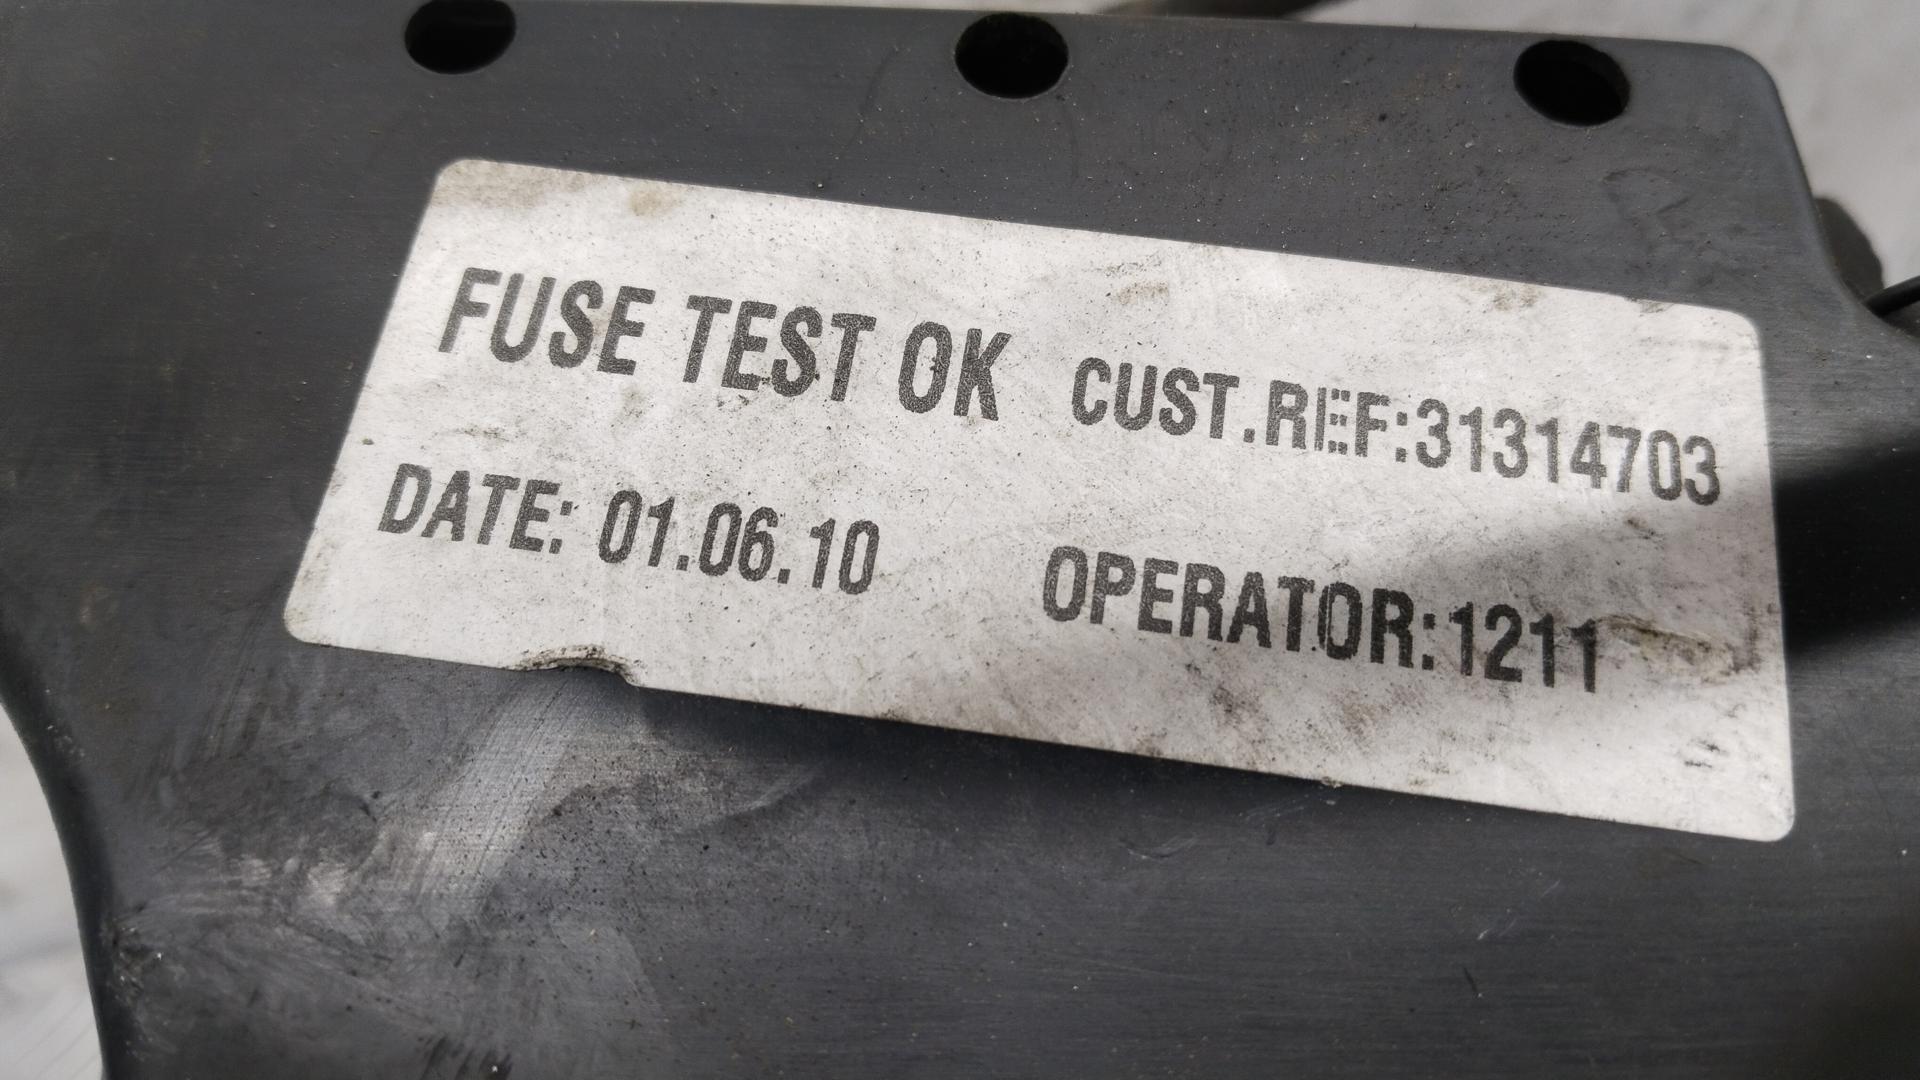 FUSE TEST OK CUST.REF:31314703
DATE: 01.06.10 OPERATOR:1211